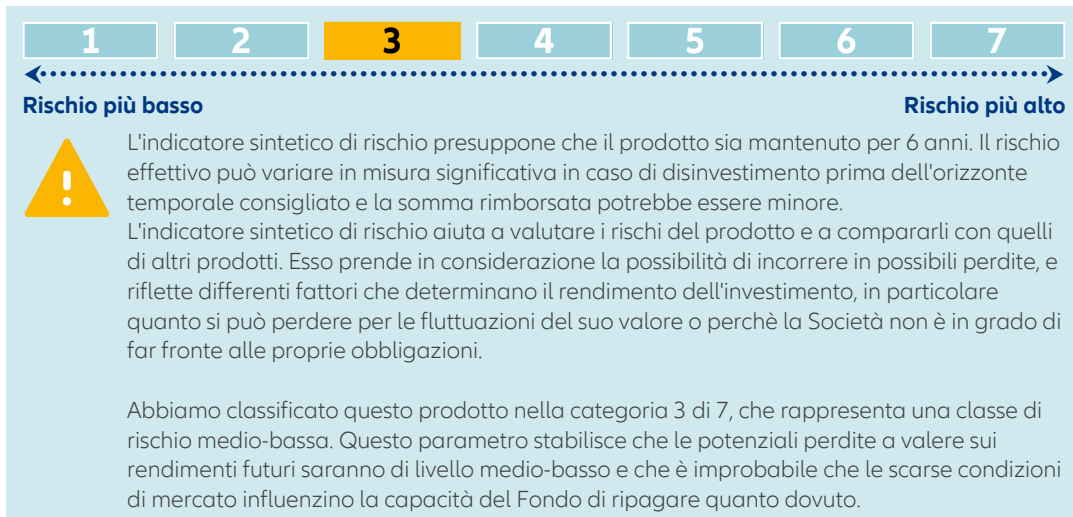 1 2 3 4 5 6 7
Rischio più basso Rischio più alto
L'indicatore sintetico di rischio presuppone che il prodotto sia mantenuto per 6 anni. Il rischio
effettivo può variare in misura significativa in caso di disinvestimento prima dell'orizzonte
temporale consigliato e la somma rimborsata potrebbe essere minore.
L'indicatore sintetico di rischio aiuta a valutare i rischi del prodotto e a compararli con quelli
di altri prodotti. Esso prende in considerazione la possibilità di incorrere in possibili perdite, e
riflette differenti fattori che determinano il rendimento dell'investimento, in particolare
quanto si può perdere per le fluttuazioni del suo valore o perchè la Società non è in grado di
far fronte alle proprie obbligazioni.
Abbiamo classificato questo prodotto nella categoria 3 di 7, che rappresenta una classe di
rischio medio-bassa. Questo parametro stabilisce che le potenziali perdite a valere sui
rendimenti futuri saranno di livello medio-basso e che è improbabile che le scarse condizioni
di mercato influenzino la capacità del Fondo di ripagare quanto dovuto.